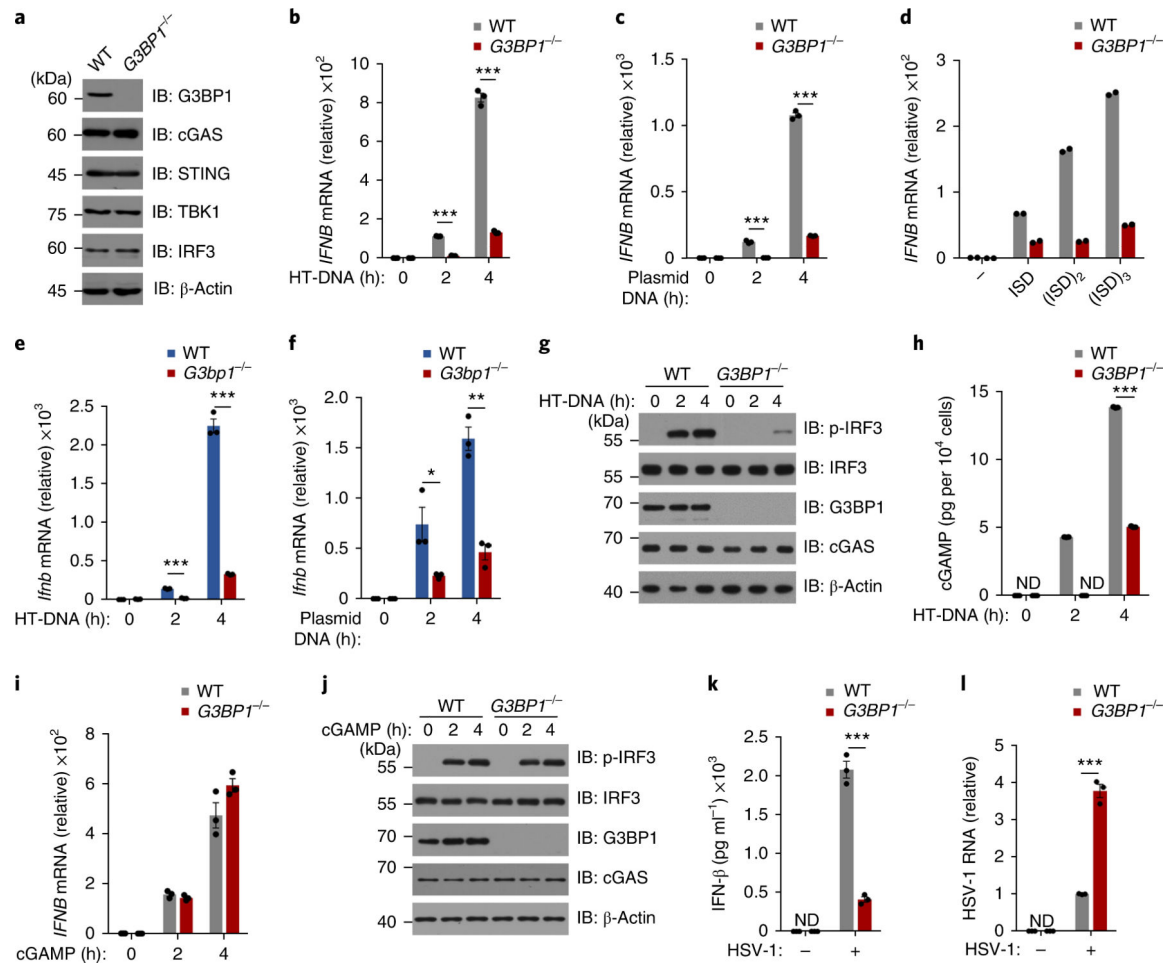 a
WT
G3BP1–/–
(kDa)
60
IB: G3BP1
60
IB: cGAS
45
IB: STING
75
IB: TBK1
60
IB: IRF3
45
IB: β-Actin
b
WT
G3BP1–/–
IFNB mRNA (relative) ×10²
10
8
6
4
2
0
***
***
HT-DNA (h): 0 2 4
c
WT
G3BP1–/–
IFNB mRNA (relative) ×10³
1.5
1.0
0.5
0
***
***
Plasmid
DNA (h):
0 2 4
d
WT
G3BP1–/–
IFNB mRNA (relative) ×10²
3
2
1
0
– ISD (ISD)₂ (ISD)₃
e
WT
G3bp1–/–
Ifnb mRNA (relative) ×10³
2.5
2.0
1.5
1.0
0.5
0
***
***
HT-DNA (h): 0 2 4
f
WT
G3bp1–/–
Ifnb mRNA (relative) ×10³
2.0
1.5
1.0
0.5
0
*
**
Plasmid
DNA (h):
0 2 4
g
WT G3BP1–/–
HT-DNA (h): 0 2 4 0 2 4
(kDa)
55
IB: p-IRF3
55
IB: IRF3
70
IB: G3BP1
70
IB: cGAS
40
IB: β-Actin
h
WT
G3BP1–/–
cGAMP (pg per 10⁴ cells)
15
10
5
0
ND
ND
***
HT-DNA (h): 0 2 4
i
WT
G3BP1–/–
IFNB mRNA (relative) ×10²
8
6
4
2
0
cGAMP (h): 0 2 4
j
WT G3BP1–/–
cGAMP (h): 0 2 4 0 2 4
(kDa)
55
IB: p-IRF3
55
IB: IRF3
70
IB: G3BP1
70
IB: cGAS
40
IB: β-Actin
k
WT
G3BP1–/–
IFN-β (pg ml–1) ×10³
2.5
2.0
1.5
1.0
0.5
0
ND
***
HSV-1: – +
l
WT
G3BP1–/–
HSV-1 RNA (relative)
5
4
3
2
1
0
ND
***
HSV-1: – +